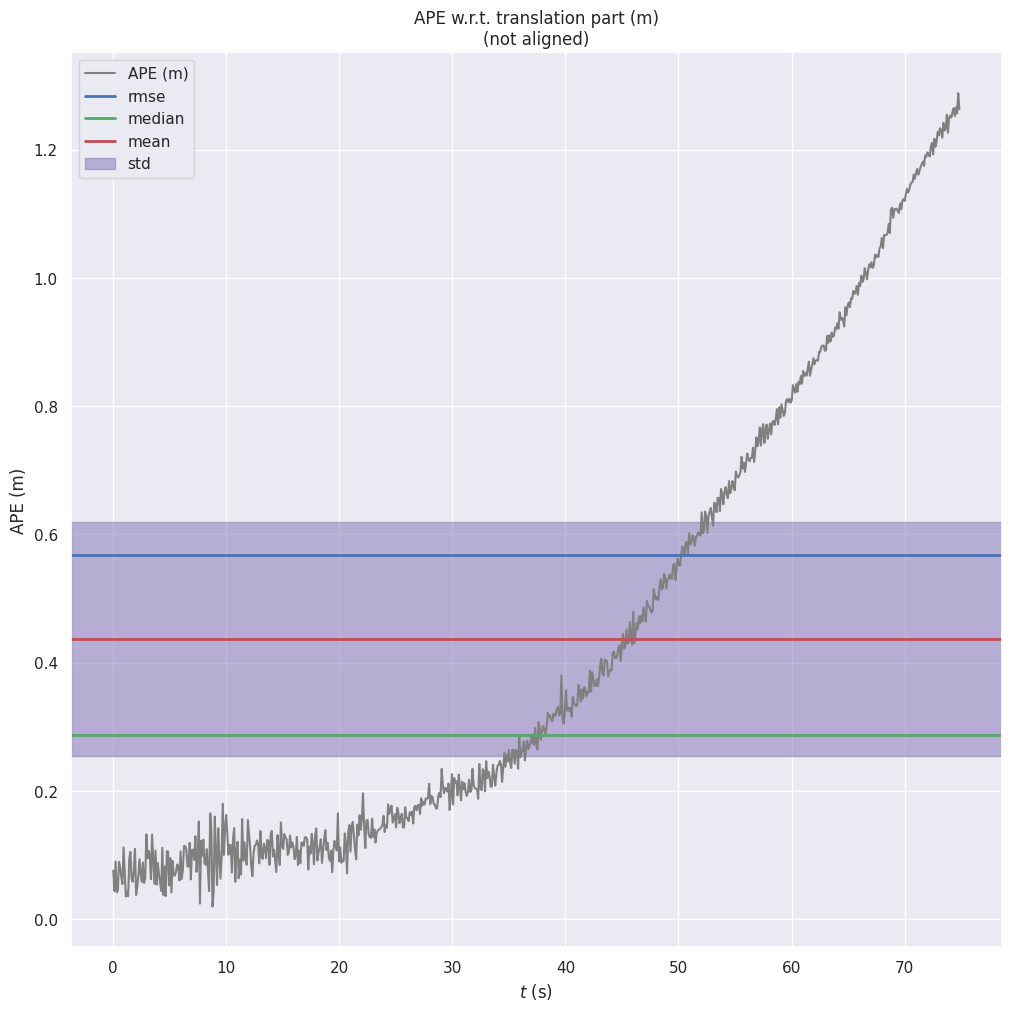 APE w.r.t. translation part (m)
(not aligned)
APE (m)
rmse
median
mean
std
APE (m)
1.2
1.0
0.8
0.6
0.4
0.2
0.0
0 10 20 30 40 50 60 70
t (s)